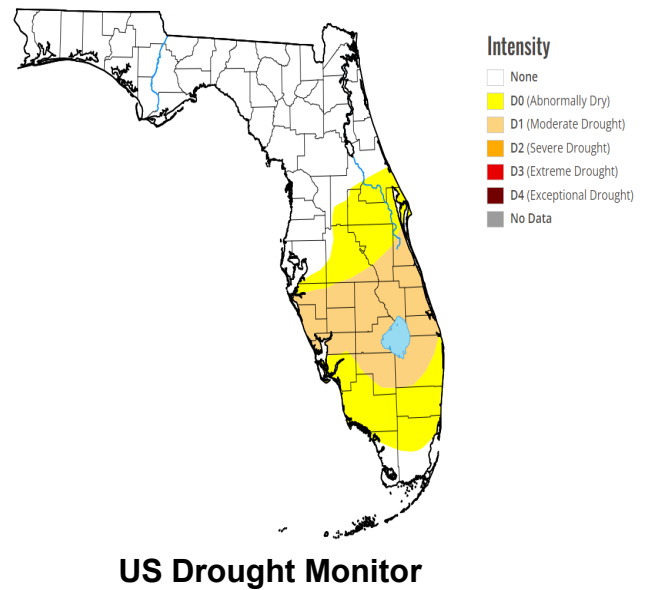 Intensity
None
D0 (Abnormally Dry)
D1 (Moderate Drought)
D2 (Severe Drought)
D3 (Extreme Drought)
D4 (Exceptional Drought)
No Data
US Drought Monitor